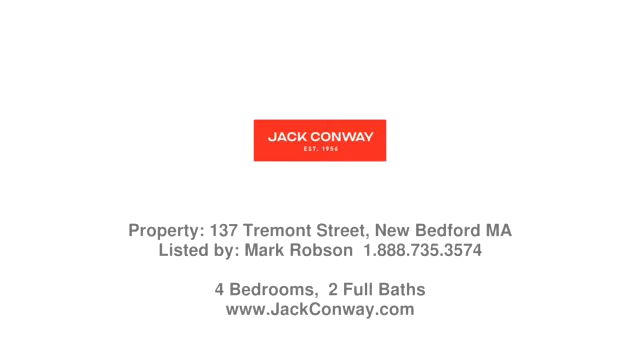 JACK CONWAY
EST. 1956
Property: 137 Tremont Street, New Bedford MA
Listed by: Mark Robson  1.888.735.3574
4 Bedrooms,  2 Full Baths
www.JackConway.com